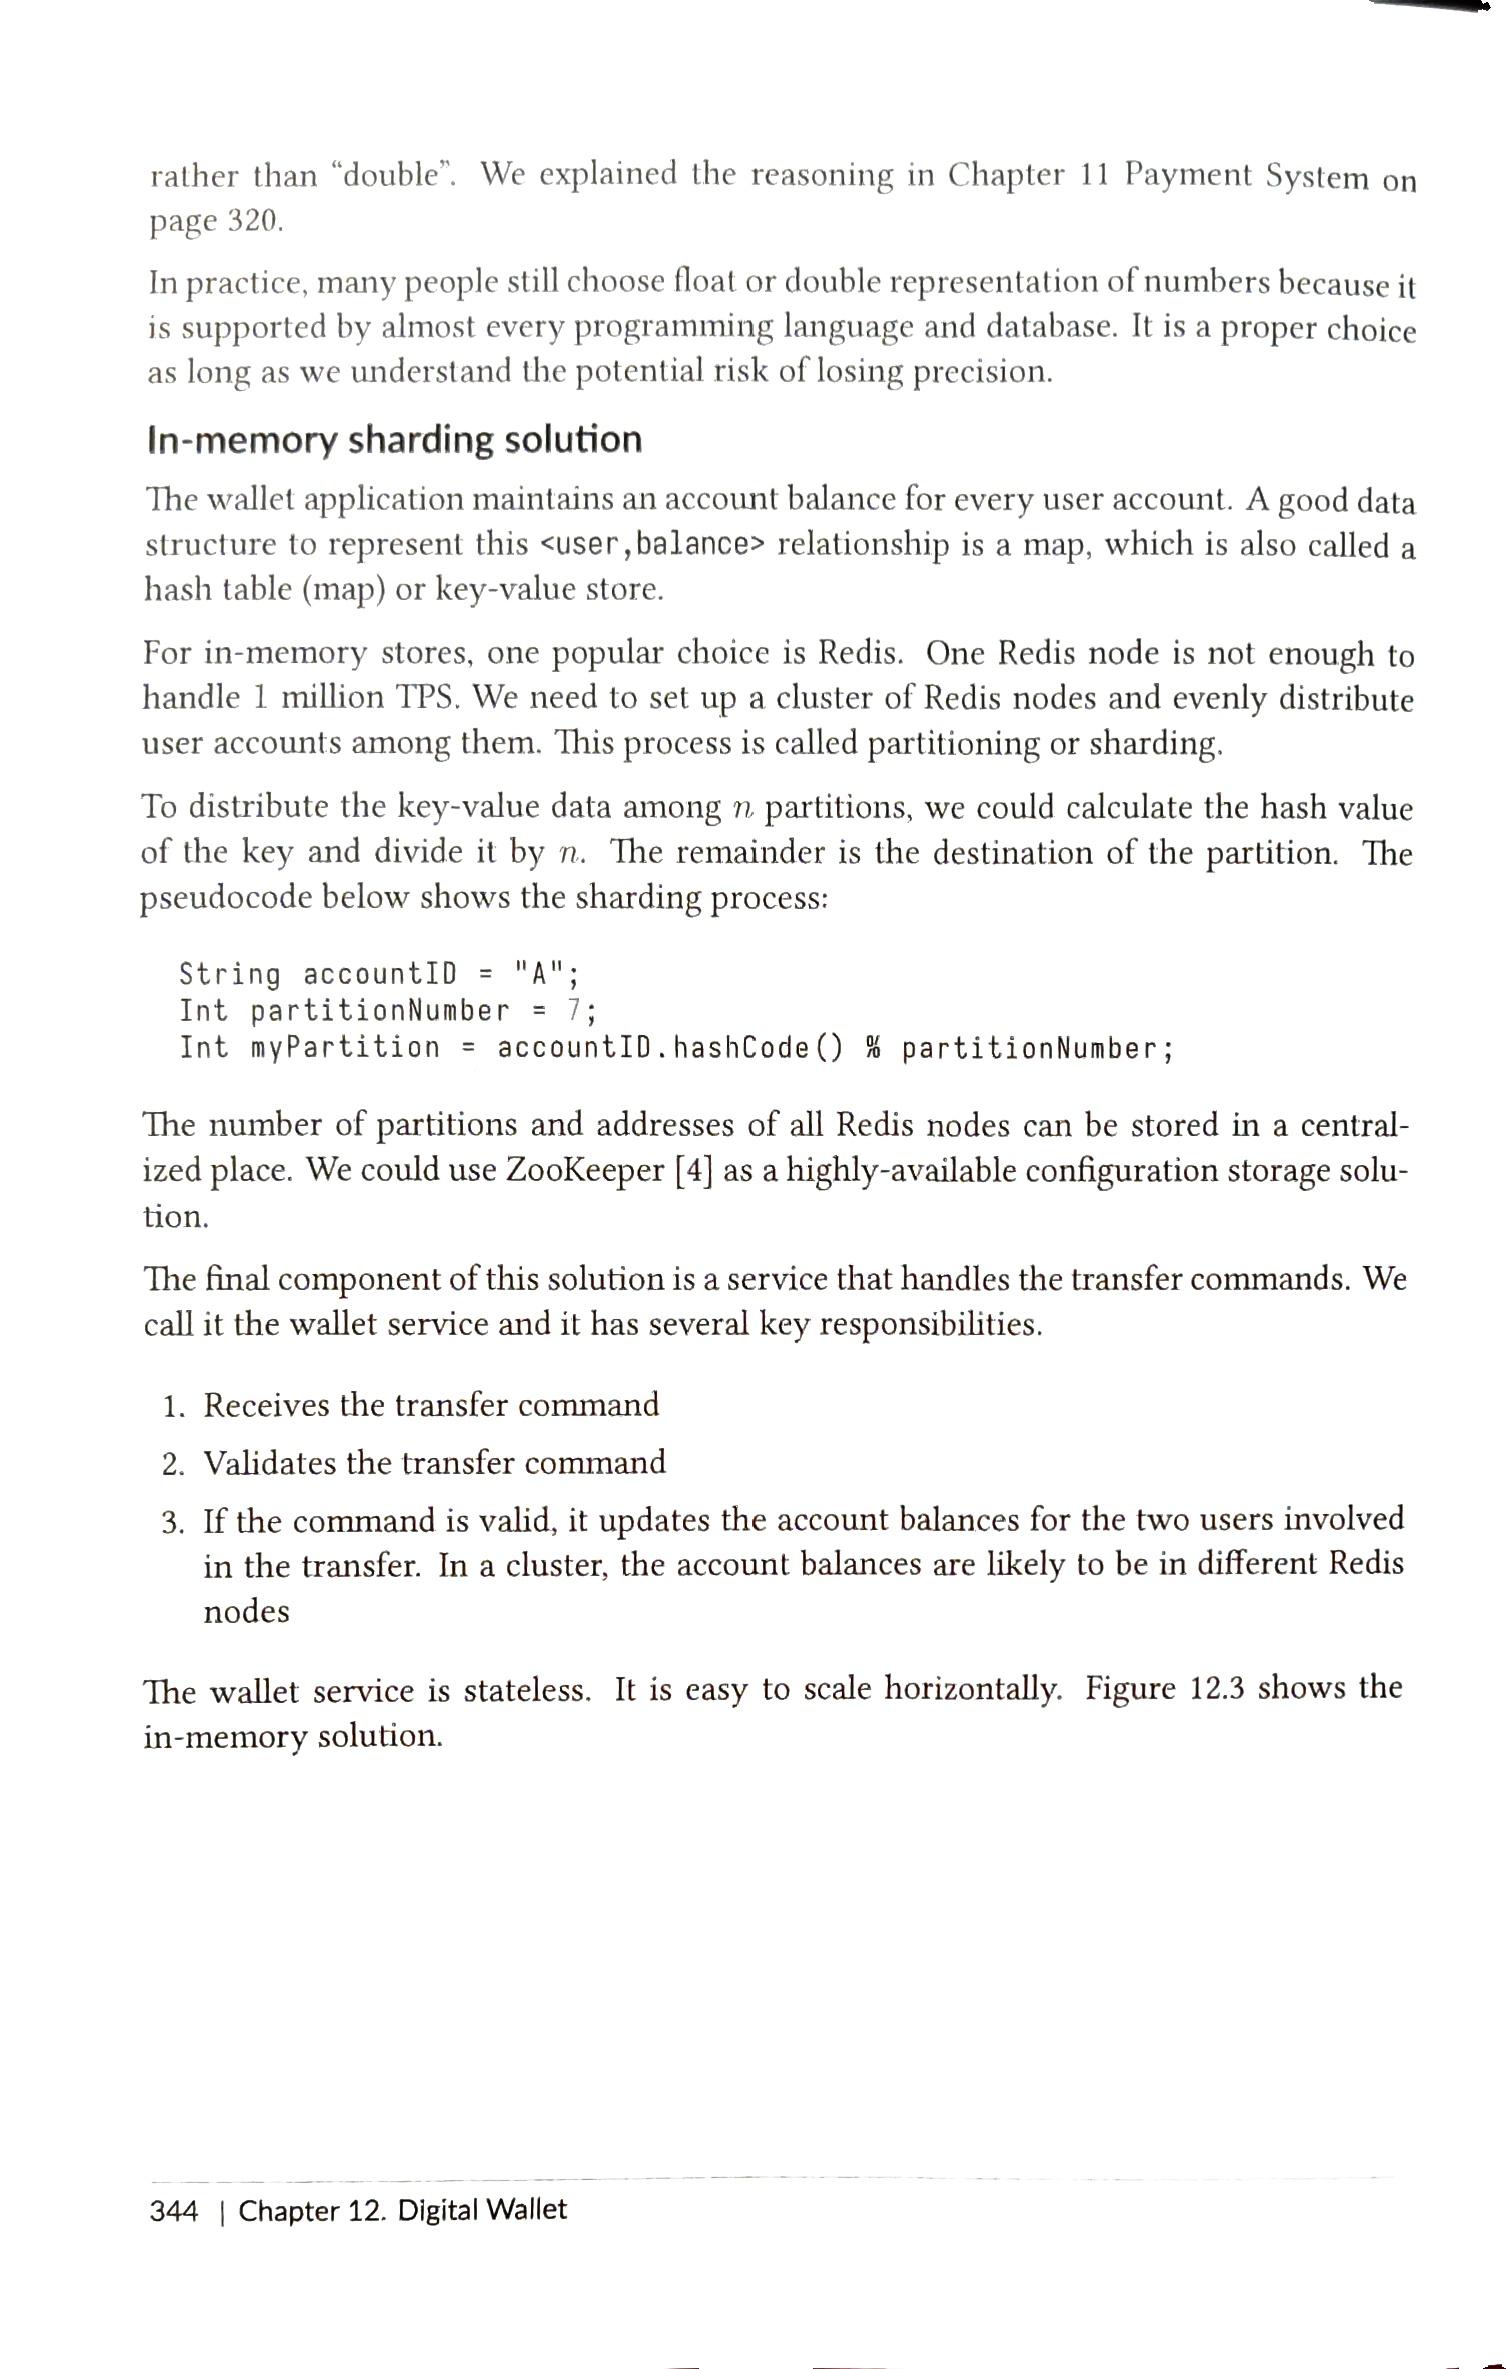 rather than “double”. We explained the reasoning in Chapter 11 Payment System on
page 320.
In practice, many people still choose float or double representation of numbers because it
is supported by almost every programming language and database. It is a proper choice
as long as we understand the potential risk of losing precision.
In-memory sharding solution
The wallet application maintains an account balance for every user account. A good data
structure to represent this <user,balance> relationship is a map, which is also called a
hash table (map) or key-value store.
For in-memory stores, one popular choice is Redis. One Redis node is not enough to
handle 1 million TPS. We need to set up a cluster of Redis nodes and evenly distribute
user accounts among them. This process is called partitioning or sharding.
To distribute the key-value data among n partitions, we could calculate the hash value
of the key and divide it by n. The remainder is the destination of the partition. The
pseudocode below shows the sharding process:
String accountID = "A";
Int partitionNumber = 7;
Int myPartition = accountID.hashCode() % partitionNumber;
The number of partitions and addresses of all Redis nodes can be stored in a central-
ized place. We could use ZooKeeper [4] as a highly-available configuration storage solu-
tion.
The final component of this solution is a service that handles the transfer commands. We
call it the wallet service and it has several key responsibilities.
1. Receives the transfer command
2. Validates the transfer command
3. If the command is valid, it updates the account balances for the two users involved
in the transfer. In a cluster, the account balances are likely to be in different Redis
nodes
The wallet service is stateless. It is easy to scale horizontally. Figure 12.3 shows the
in-memory solution.
344 | Chapter 12. Digital Wallet